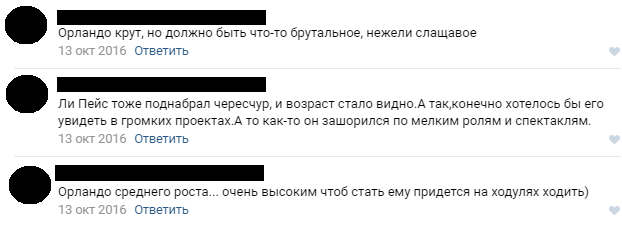 Орландо крут, но должно быть что-то брутальное, нежели слащавое
13 окт 2016 Ответить
Ли Пейс тоже поднабрал чересчур, и возраст стало видно.А так,конечно хотелось бы его
увидеть в громких проектах.А то как-то он зашорился по мелким ролям и спектаклям.
13 окт 2016 Ответить
Орландо среднего роста... очень высоким чтоб стать ему придется на ходулях ходить)
13 окт 2016 Ответить